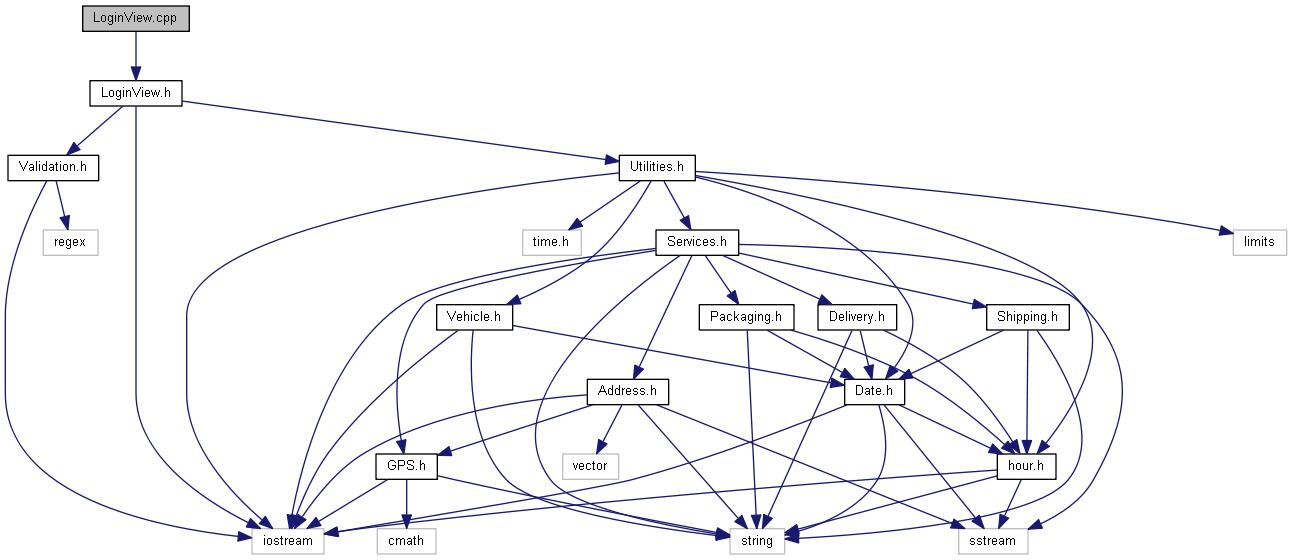 LoginView.cpp
LoginView.h
Validation.h
Utilities.h
regex
time.h
Services.h
limits
Vehicle.h
Packaging.h
Delivery.h
Shipping.h
Address.h
Date.h
GPS.h
vector
hour.h
iostream
cmath
string
sstream